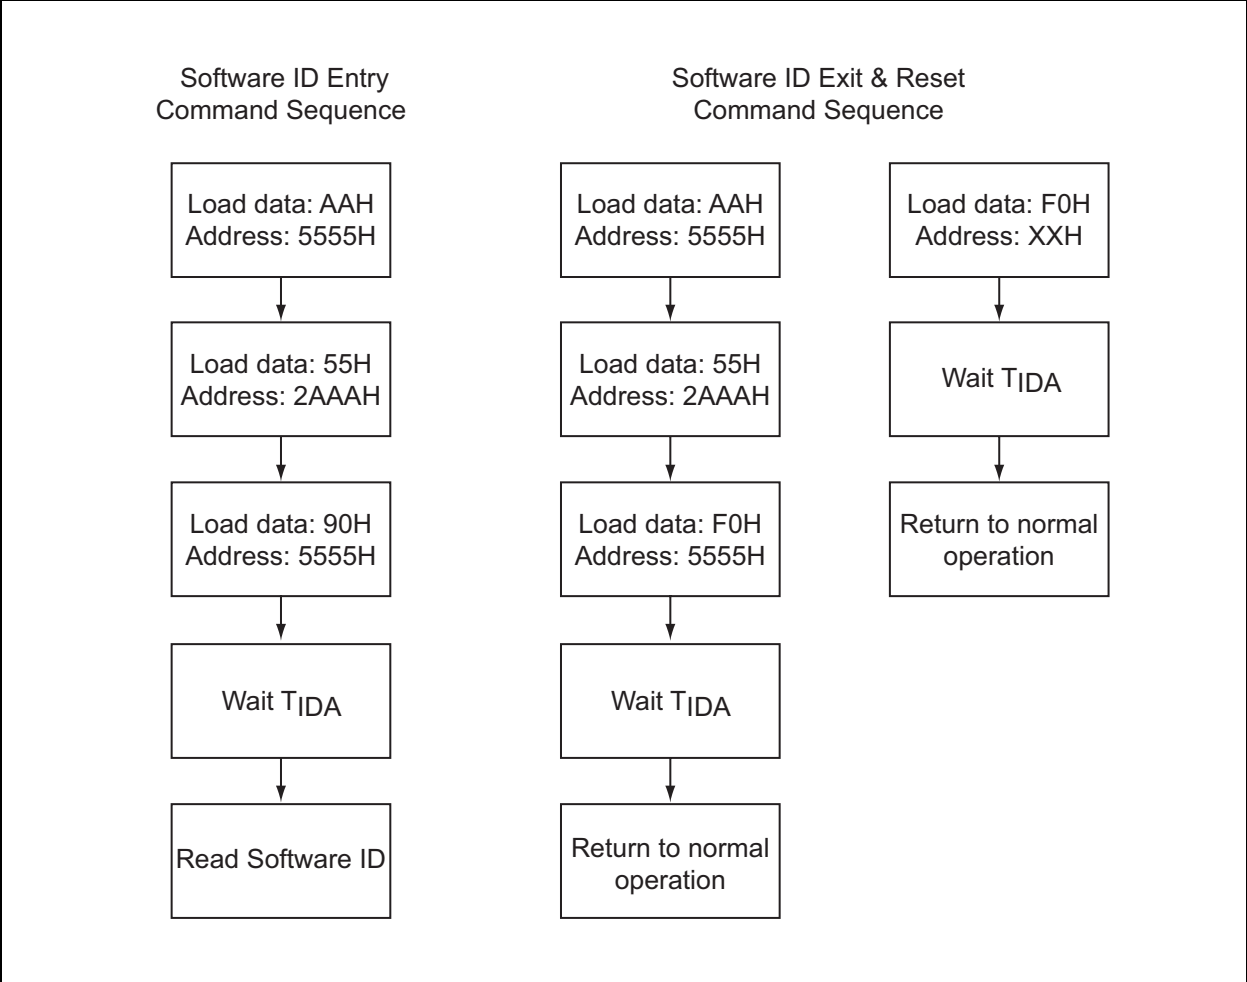 Software ID Entry
Command Sequence
Load data: AAH
Address: 5555H
Load data: 55H
Address: 2AAAH
Load data: 90H
Address: 5555H
Wait TIDA
Read Software ID
Software ID Exit & Reset
Command Sequence
Load data: AAH
Address: 5555H
Load data: 55H
Address: 2AAAH
Load data: F0H
Address: 5555H
Wait TIDA
Return to normal
operation
Load data: F0H
Address: XXH
Wait TIDA
Return to normal
operation